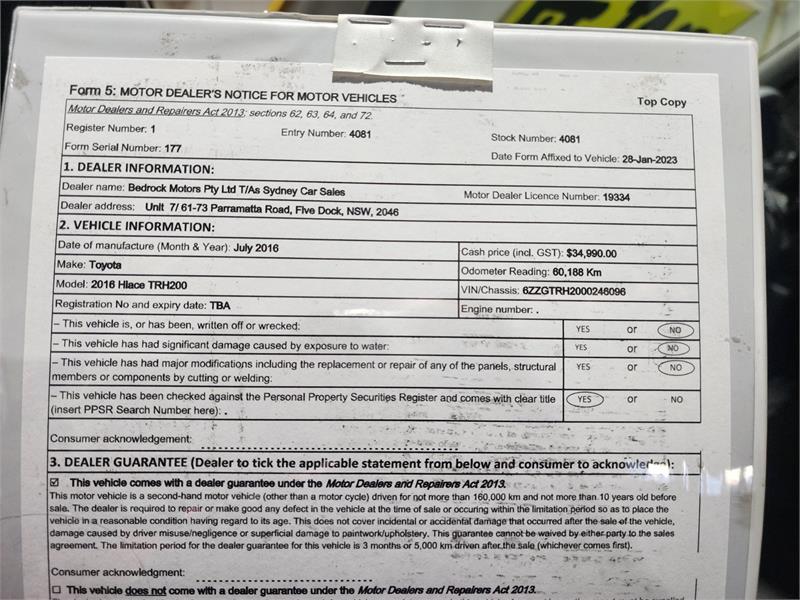 Form 5: MOTOR DEALER'S NOTICE FOR MOTOR VEHICLES
Top Copy
Motor Dealers and Repairers Act 2013; sections 62, 63, 64, and 72.
Register Number: 1 Entry Number: 4081 Stock Number: 4081
Form Serial Number: 177 Date Form Affixed to Vehicle: 28-Jan-2023
1. DEALER INFORMATION:
Dealer name: Bedrock Motors Pty Ltd T/As Sydney Car Sales Motor Dealer Licence Number: 19334
Dealer address: Unit 7/ 61-73 Parramatta Road, Five Dock, NSW, 2046
2. VEHICLE INFORMATION:
Date of manufacture (Month & Year): July 2016 Cash price (incl. GST): $34,990.00
Make: Toyota Odometer Reading: 60,188 Km
Model: 2016 Hiace TRH200 VIN/Chassis: 6ZZGTRH2000246096
Registration No and expiry date: TBA Engine number: .
– This vehicle is, or has been, written off or wrecked: YES or NO
– This vehicle has had significant damage caused by exposure to water: YES or NO
– This vehicle has had major modifications including the replacement or repair of any of the panels, structural YES or NO
members or components by cutting or welding:
– This vehicle has been checked against the Personal Property Securities Register and comes with clear title YES or NO
(insert PPSR Search Number here): .
Consumer acknowledgement:
3. DEALER GUARANTEE (Dealer to tick the applicable statement from below and consumer to acknowledge):
☑ This vehicle comes with a dealer guarantee under the Motor Dealers and Repairers Act 2013.
This motor vehicle is a second-hand motor vehicle (other than a motor cycle) driven for not more than 160,000 km and not more than 10 years old before
sale. The dealer is required to repair or make good any defect in the vehicle at the time of sale or occuring within the limitation period so as to place the
vehicle in a reasonable condition having regard to its age. This does not cover incidental or accidental damage that occurred after the sale of the vehicle,
damage caused by driver misuse/negligence or superficial damage to paintwork/upholstery. This guarantee cannot be waived by either party to the sales
agreement. The limitation period for the dealer guarantee for this vehicle is 3 months or 5,000 km driven after the sale (whichever comes first).
Consumer acknowledgement:
☐ This vehicle does not come with a dealer guarantee under the Motor Dealers and Repairers Act 2013.